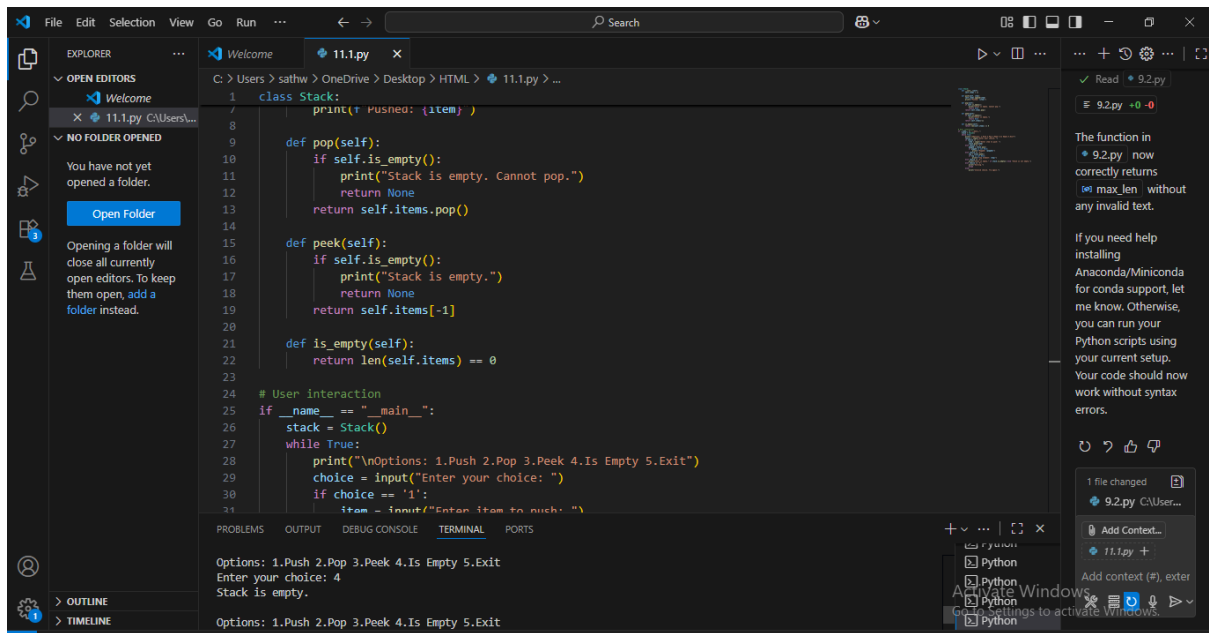 File Edit Selection View Go Run ··· Search
EXPLORER ···
OPEN EDITORS
Welcome
11.1.py C:\Users\...
NO FOLDER OPENED
You have not yet
opened a folder.
Open Folder
Opening a folder will
close all currently
open editors. To keep
them open, add a
folder instead.
OUTLINE
TIMELINE
3
1
Welcome 11.1.py
C: > Users > sathw > OneDrive > Desktop > HTML > 11.1.py > ...
1 class Stack:
7 print(f"Pushed: {item}")
8
9 def pop(self):
10 if self.is_empty():
11 print("Stack is empty. Cannot pop.")
12 return None
13 return self.items.pop()
14
15 def peek(self):
16 if self.is_empty():
17 print("Stack is empty.")
18 return None
19 return self.items[-1]
20
21 def is_empty(self):
22 return len(self.items) == 0
23
24 # User interaction
25 if __name__ == "__main__":
26 stack = Stack()
27 while True:
28 print("\nOptions: 1.Push 2.Pop 3.Peek 4.Is Empty 5.Exit")
29 choice = input("Enter your choice: ")
30 if choice == '1':
31 item = input("Enter item to push: ")
PROBLEMS OUTPUT DEBUG CONSOLE TERMINAL PORTS
Options: 1.Push 2.Pop 3.Peek 4.Is Empty 5.Exit
Enter your choice: 4
Stack is empty.
Options: 1.Push 2.Pop 3.Peek 4.Is Empty 5.Exit
Python
Python
Python
Python
Python
Read 9.2.py
9.2.py +0 -0
The function in
9.2.py now
correctly returns
max_len without
any invalid text.
If you need help
installing
Anaconda/Miniconda
for conda support, let
me know. Otherwise,
you can run your
Python scripts using
your current setup.
Your code should now
work without syntax
errors.
1 file changed
9.2.py C:\User...
Add Context...
11.1.py +
Add context (#), exter
Activate Windows
Go to Settings to activate Windows.